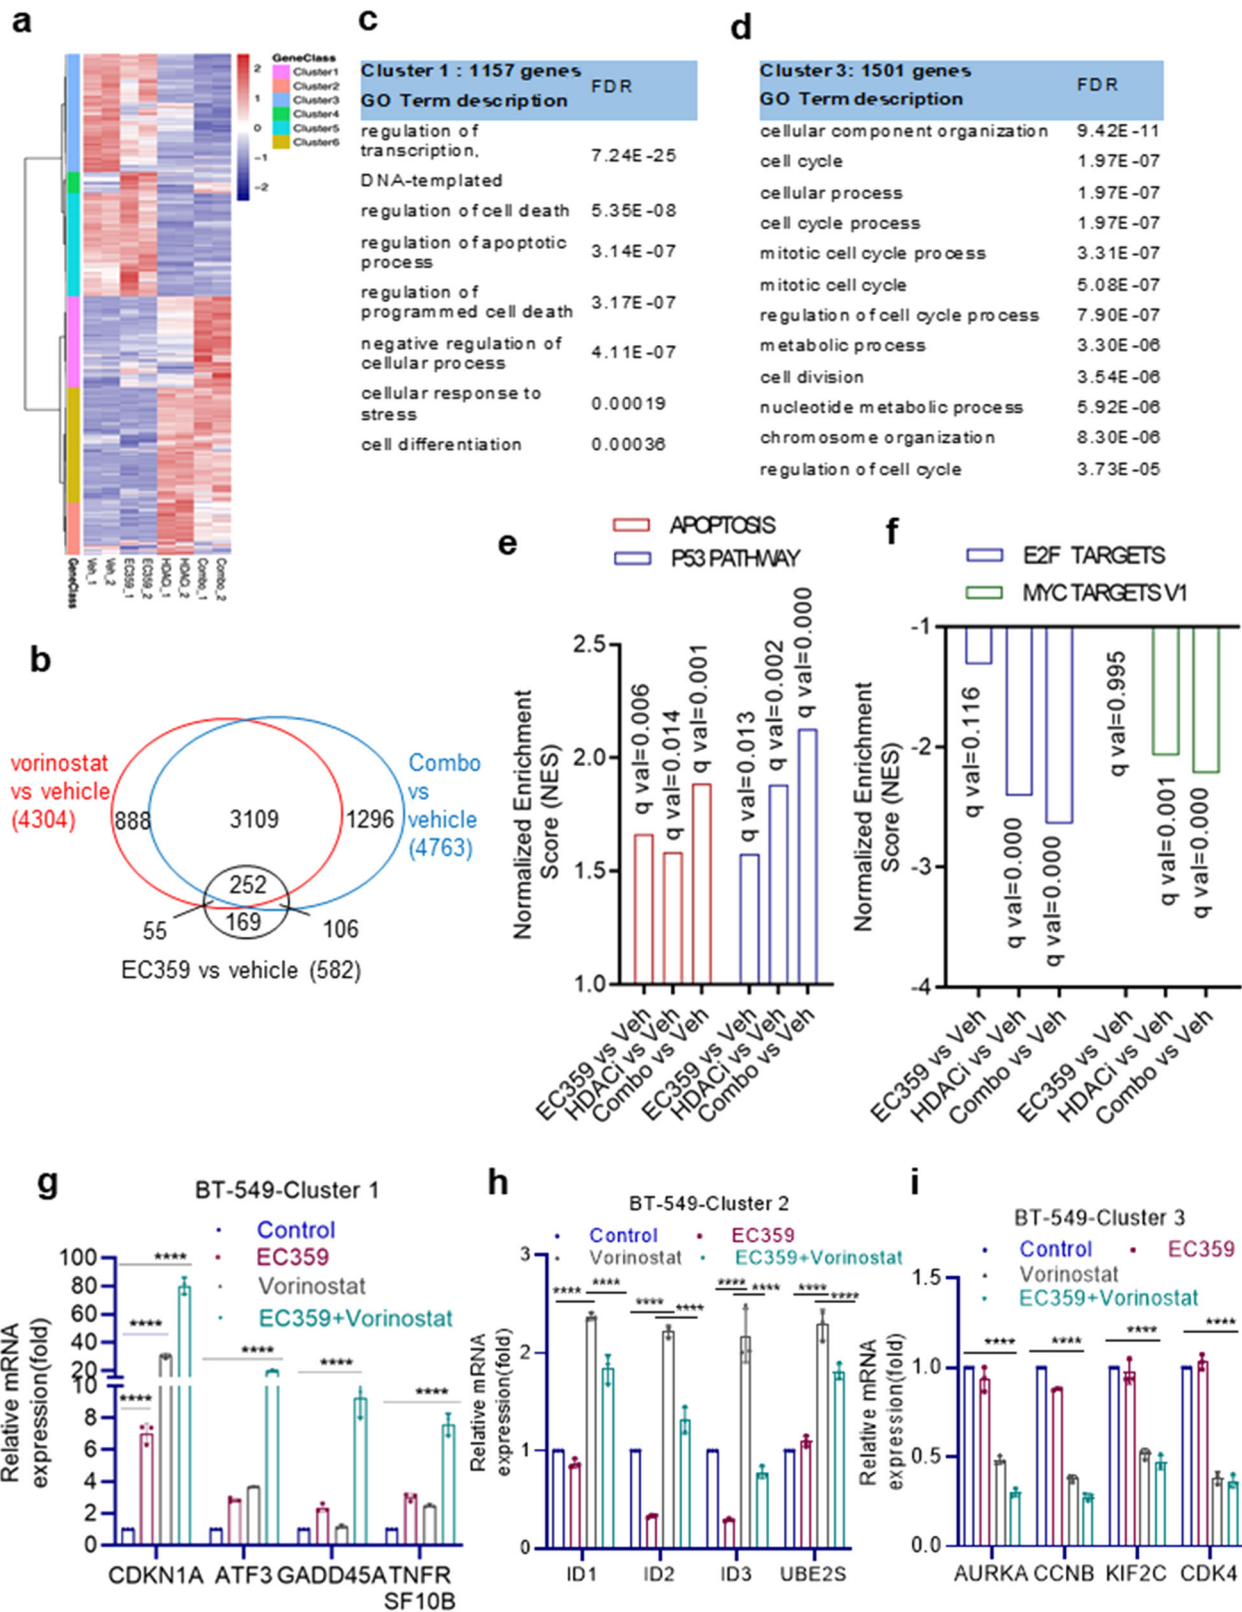 a
GeneClass
Cluster1
Cluster2
Cluster3
Cluster4
Cluster5
Cluster6
2
1
0
−1
−2
GeneClass
Veh_1
Veh_2
EC359_1
EC359_2
HDACi_1
HDACi_2
Combo_1
Combo_2
c
Cluster 1 : 1157 genes
GO Term description
FDR
regulation of
transcription,
DNA-templated
7.24E-25
regulation of cell death 5.35E-08
regulation of apoptotic
process
3.14E-07
regulation of
programmed cell death
3.17E-07
negative regulation of
cellular process
4.11E-07
cellular response to
stress
0.00019
cell differentiation 0.00036
d
Cluster 3: 1501 genes
GO Term description
FDR
cellular component organization 9.42E-11
cell cycle 1.97E-07
cellular process 1.97E-07
cell cycle process 1.97E-07
mitotic cell cycle process 3.31E-07
mitotic cell cycle 5.08E-07
regulation of cell cycle process 7.90E-07
metabolic process 3.30E-06
cell division 3.54E-06
nucleotide metabolic process 5.92E-06
chromosome organization 8.30E-06
regulation of cell cycle 3.73E-05
b
vorinostat
vs vehicle
(4304)
Combo
vs
vehicle
(4763)
888
3109
1296
252
169
55
106
EC359 vs vehicle (582)
e
APOPTOSIS
P53 PATHWAY
Normalized Enrichment
Score (NES)
2.5
2.0
1.5
1.0
q val=0.006
q val=0.014
q val=0.001
q val=0.013
q val=0.002
q val=0.000
EC359 vs Veh
HDACi vs Veh
Combo vs Veh
EC359 vs Veh
HDACi vs Veh
Combo vs Veh
f
E2F TARGETS
MYC TARGETS V1
Normalized Enrichment
Score (NES)
-1
-2
-3
-4
q val=0.116
q val=0.000
q val=0.000
q val=0.995
q val=0.001
q val=0.000
EC359 vs Veh
HDACi vs Veh
Combo vs Veh
EC359 vs Veh
HDACi vs Veh
Combo vs Veh
g
BT-549-Cluster 1
Control
EC359
Vorinostat
EC359+Vorinostat
Relative mRNA
expression(fold)
100
80
60
40
20
10
8
6
4
2
0
****
****
****
****
****
****
CDKN1A ATF3 GADD45A TNFR
SF10B
h
BT-549-Cluster 2
Control EC359
Vorinostat EC359+Vorinostat
Relative mRNA
expression(fold)
3
2
1
0
**** ****
**** ****
**** ****
**** ****
ID1 ID2 ID3 UBE2S
i
BT-549-Cluster 3
Control EC359
Vorinostat
EC359+Vorinostat
Relative mRNA
expression(fold)
1.5
1.0
0.5
0.0
**** **** **** ****
AURKA CCNB KIF2C CDK4